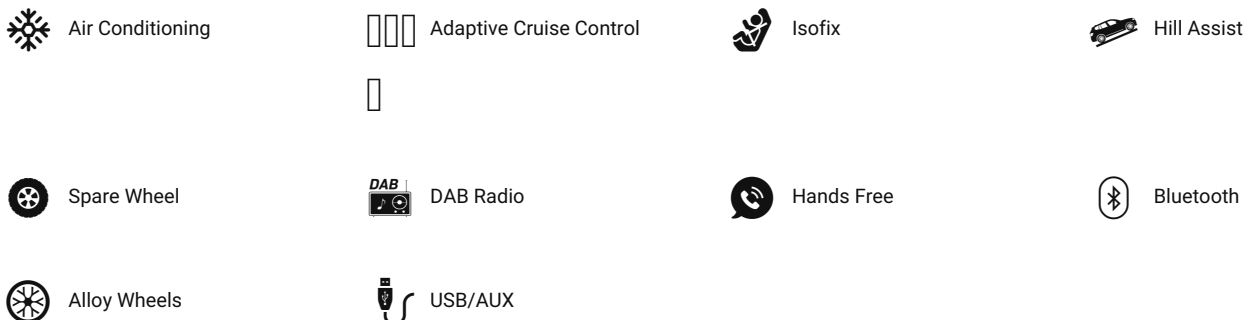 Air Conditioning
Adaptive Cruise Control
Isofix
Hill Assist
Spare Wheel
DAB
DAB Radio
Hands Free
Bluetooth
Alloy Wheels
USB/AUX